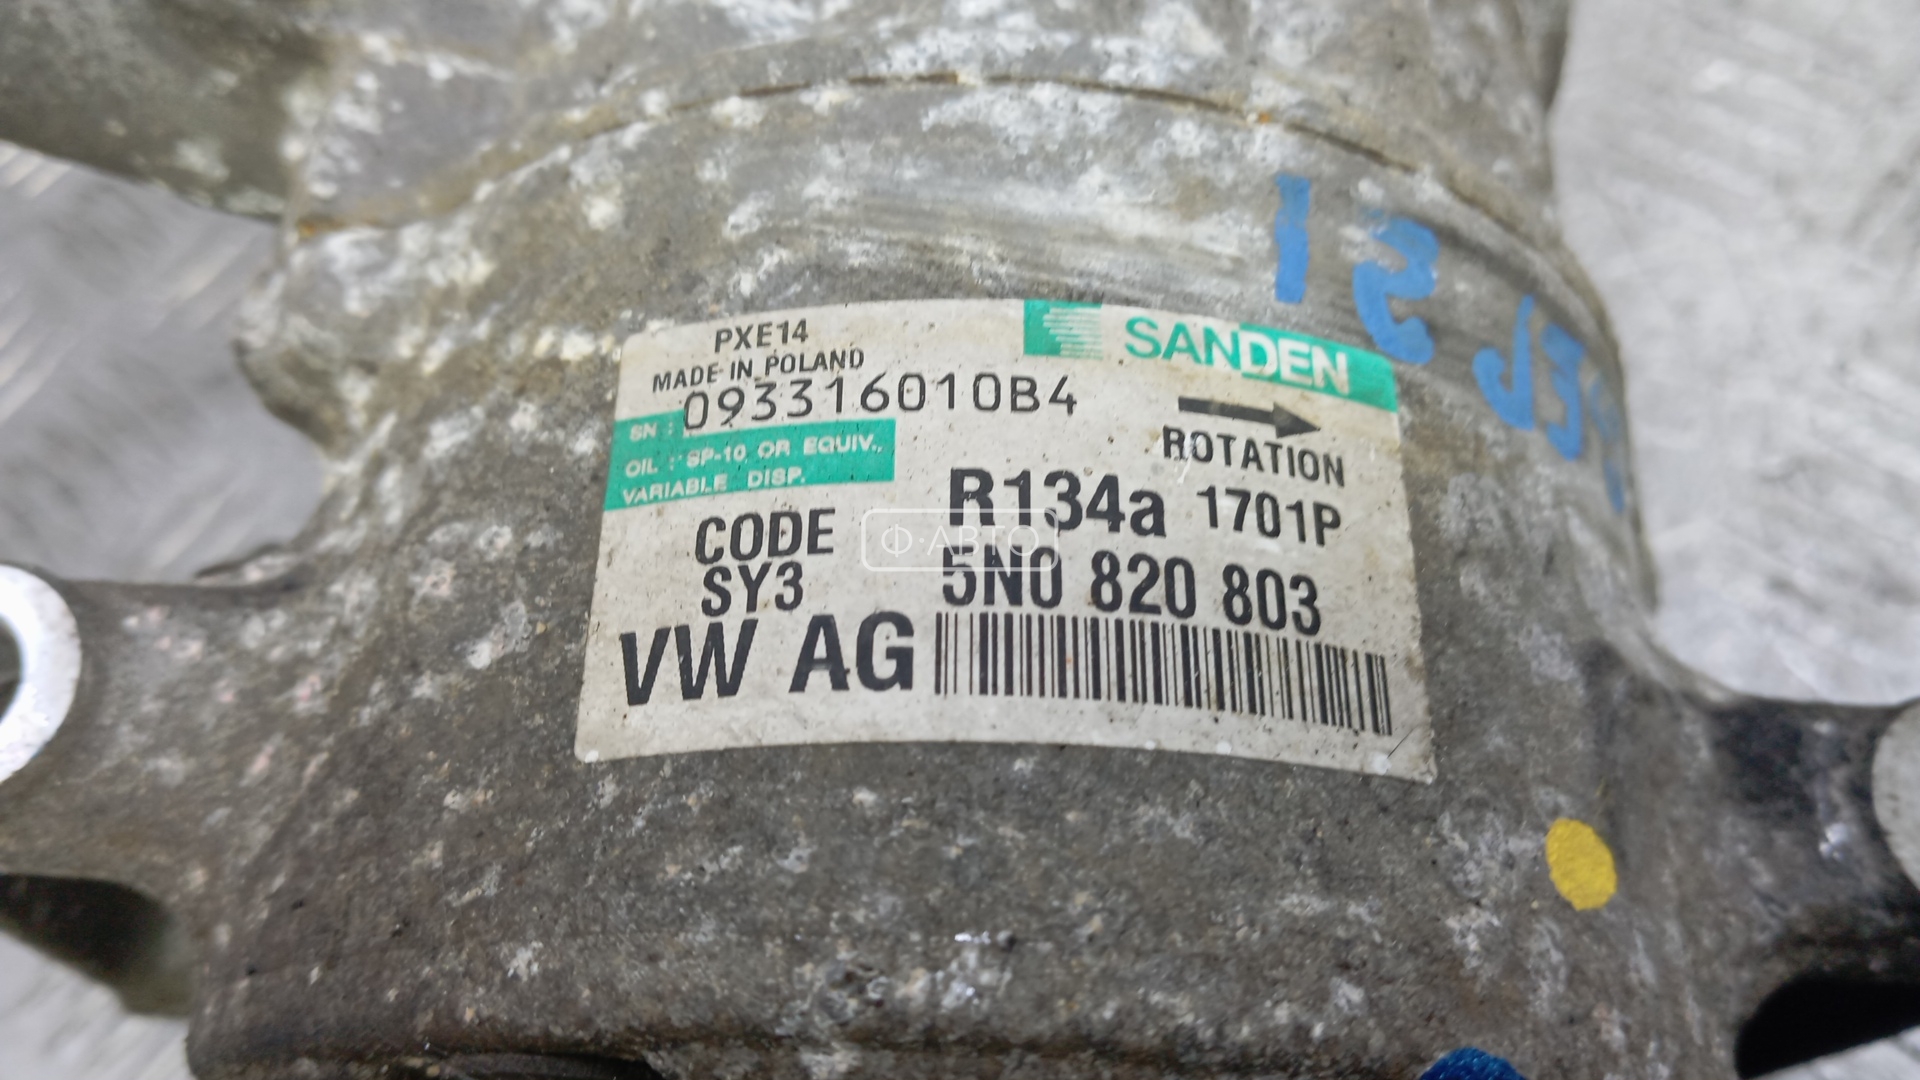 PXE14
MADE IN POLAND
SN : 093316010B4
OIL : SP-10 OR EQUIV.,
VARIABLE DISP.
SANDEN
ROTATION
R134a 1701P
CODE
SY3
5N0 820 803
VW AG
Ф·АВТО